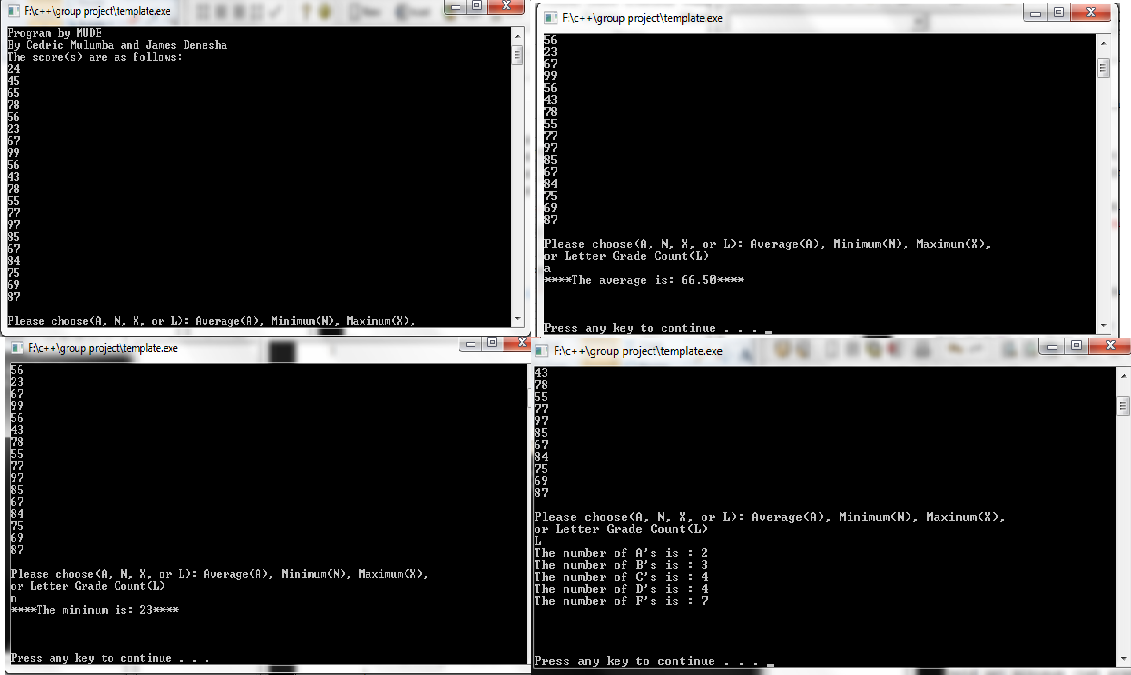 F:\c++\group project\template.exe
Program by MUDE
By Cedric Mulumba and James Denesha
The score(s) are as follows:
24
45
65
78
56
23
67
99
56
43
78
55
77
97
85
67
84
75
69
87
Please choose(A, N, X, or L): Average(A), Minimum(N), Maximum(X),
F:\c++\group project\template.exe
56
23
67
99
56
43
78
55
77
97
85
67
84
75
69
87
Please choose(A, N, X, or L): Average(A), Minimum(N), Maximum(X),
or Letter Grade Count(L)
a
****The average is: 66.50****
Press any key to continue . . . _
F:\c++\group project\template.exe
56
23
67
99
56
43
78
55
77
97
85
67
84
75
69
87
Please choose(A, N, X, or L): Average(A), Minimum(N), Maximum(X),
or Letter Grade Count(L)
n
****The minimum is: 23****
Press any key to continue . . .
F:\c++\group project\template.exe
43
78
55
77
97
85
67
84
75
69
87
Please choose(A, N, X, or L): Average(A), Minimum(N), Maximum(X),
or Letter Grade Count(L)
L
The number of A's is : 2
The number of B's is : 3
The number of C's is : 4
The number of D's is : 4
The number of F's is : 7
Press any key to continue . . . _